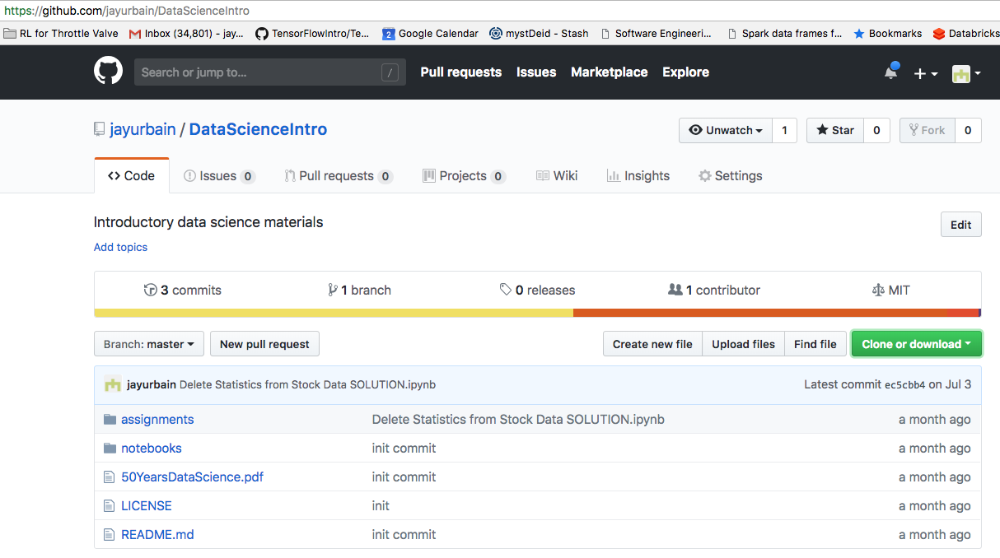 https://github.com/jayurbain/DataScienceIntro
RL for Throttle Valve Inbox (34,801) - jay... TensorFlowIntro/Te... 2 Google Calendar mystDeid - Stash Software Engineeri... Spark data frames f... Bookmarks Databricks
Search or jump to... / Pull requests Issues Marketplace Explore
jayurbain / DataScienceIntro Unwatch 1 Star 0 Fork 0
Code Issues 0 Pull requests 0 Projects 0 Wiki Insights Settings
Introductory data science materials Edit
Add topics
3 commits 1 branch 0 releases 1 contributor MIT
Branch: master New pull request Create new file Upload files Find file Clone or download
jayurbain Delete Statistics from Stock Data SOLUTION.ipynb Latest commit ec5cbb4 on Jul 3
assignments Delete Statistics from Stock Data SOLUTION.ipynb a month ago
notebooks init commit a month ago
50YearsDataScience.pdf init commit a month ago
LICENSE init a month ago
README.md init commit a month ago